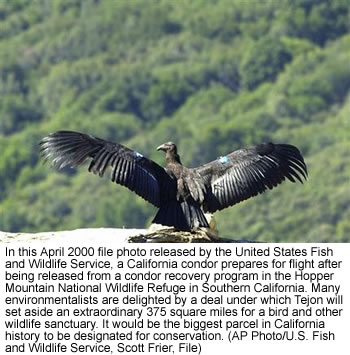 In this April 2000 file photo released by the United States Fish
and Wildlife Service, a California condor prepares for flight after
being released from a condor recovery program in the Hopper
Mountain National Wildlife Refuge in Southern California. Many
environmentalists are delighted by a deal under which Tejon will
set aside an extraordinary 375 square miles for a bird and other
wildlife sanctuary. It would be the biggest parcel in California
history to be designated for conservation. (AP Photo/U.S. Fish
and Wildlife Service, Scott Frier, File)